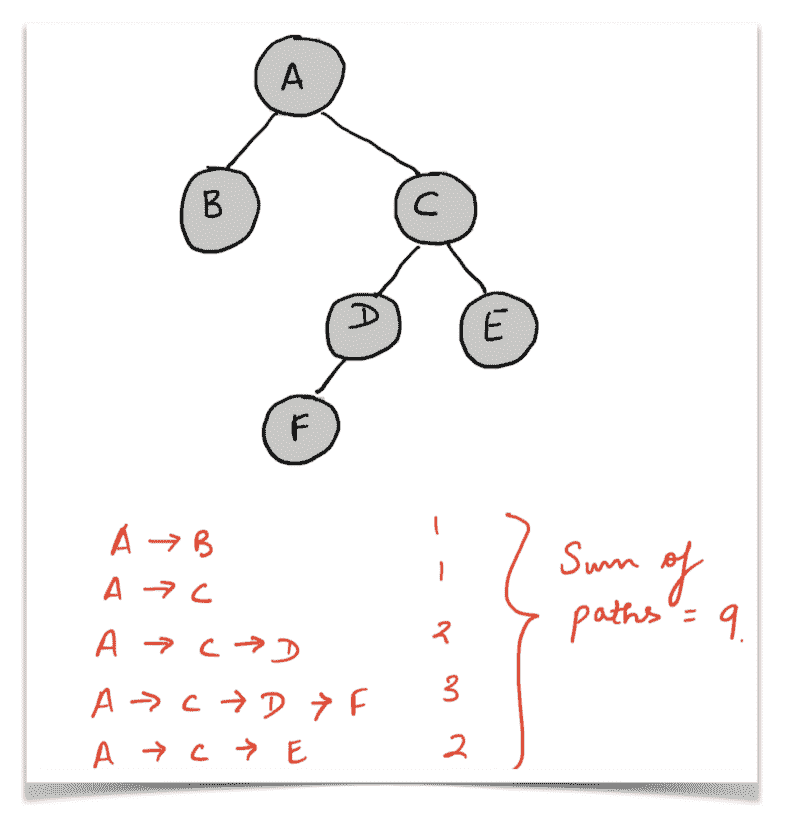 A
B
C
D
E
F
A → B 1
A → C 1
A → C → D 2
A → C → D → F 3
A → C → E 2
Sum of
paths = 9.